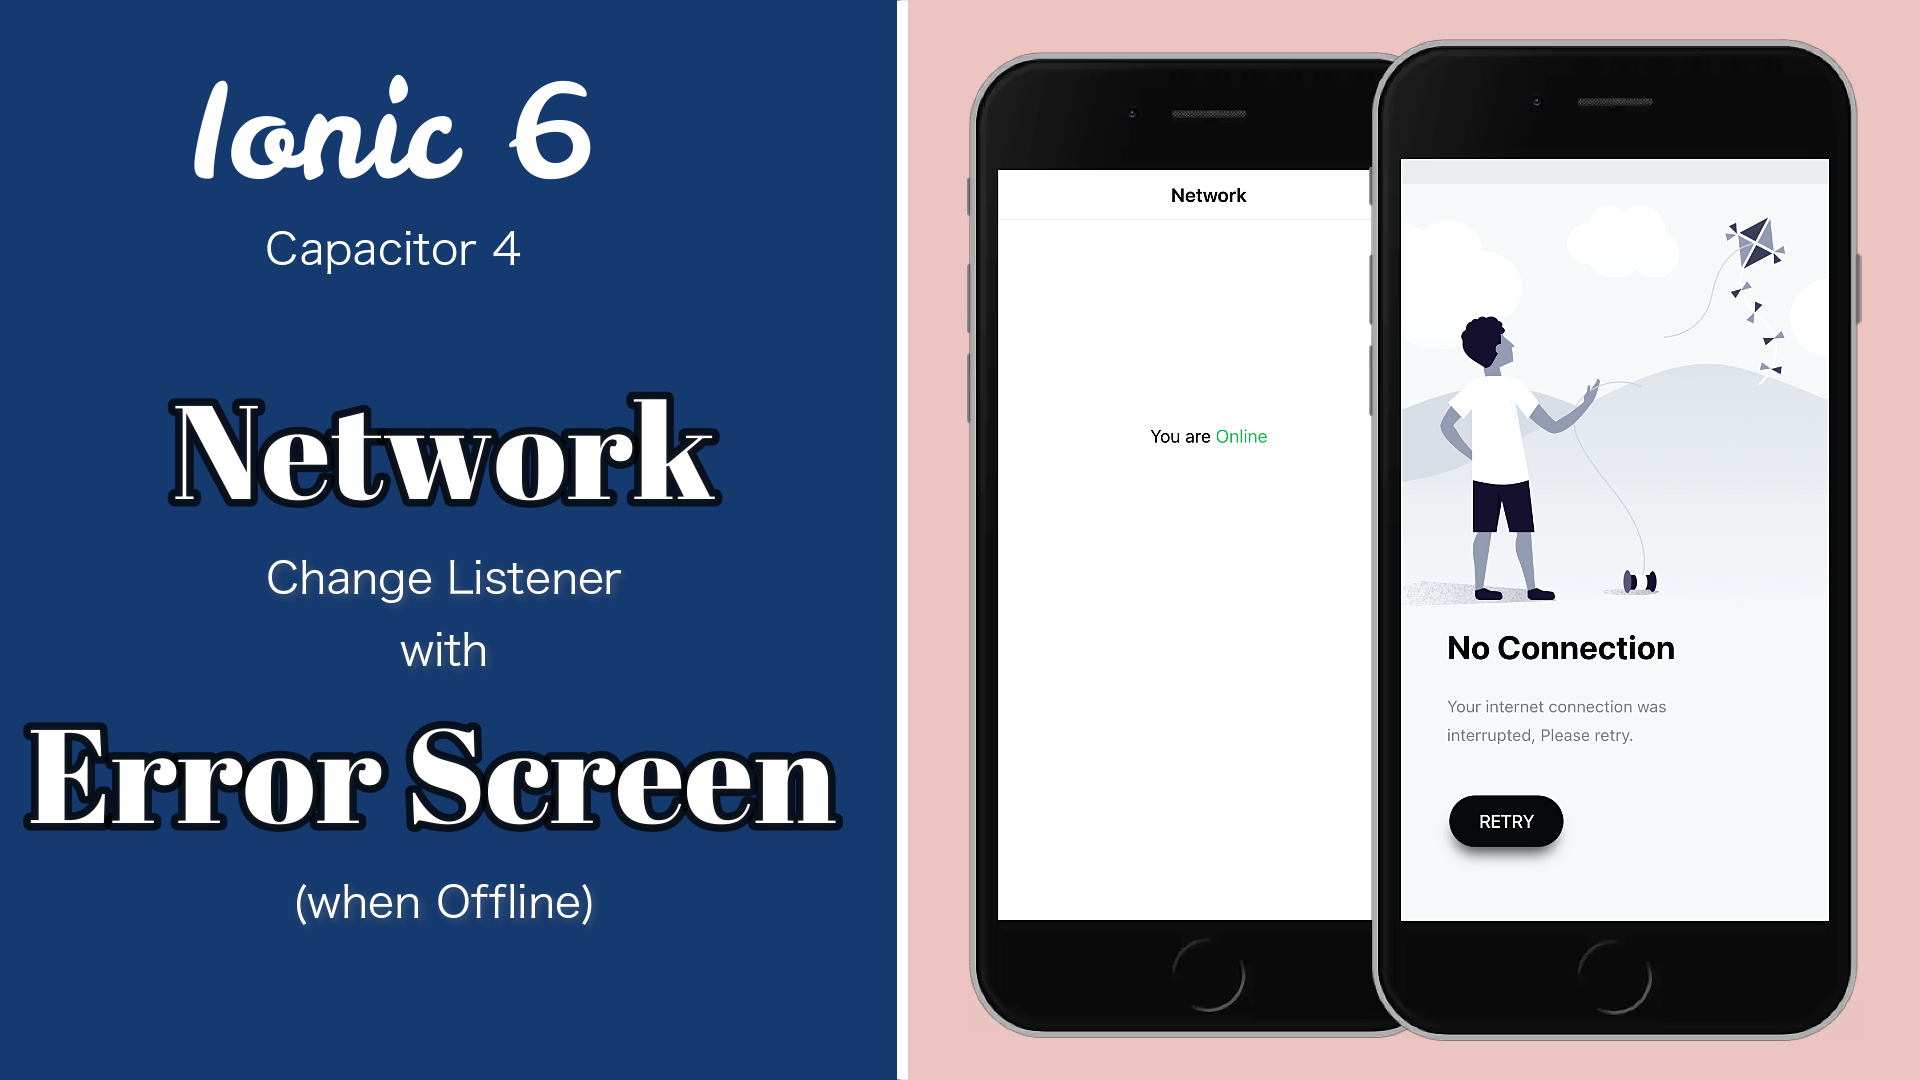 Ionic 6
Capacitor 4
Network
Change Listener
with
Error Screen
(when Offline)
Network
You are Online
No Connection
Your internet connection was
interrupted, Please retry.
RETRY